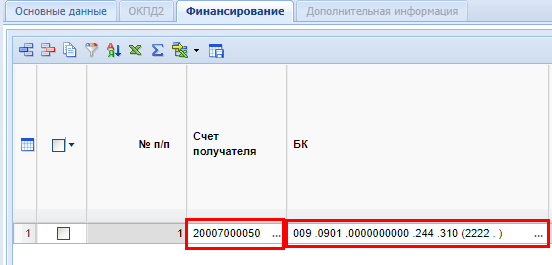 Основные данные ОКПД2 Финансирование Дополнительная информация
№ п/п Счет получателя БК
1 1 20007000050 ... 009 .0901 .0000000000 .244 .310 (2222 . ) ...